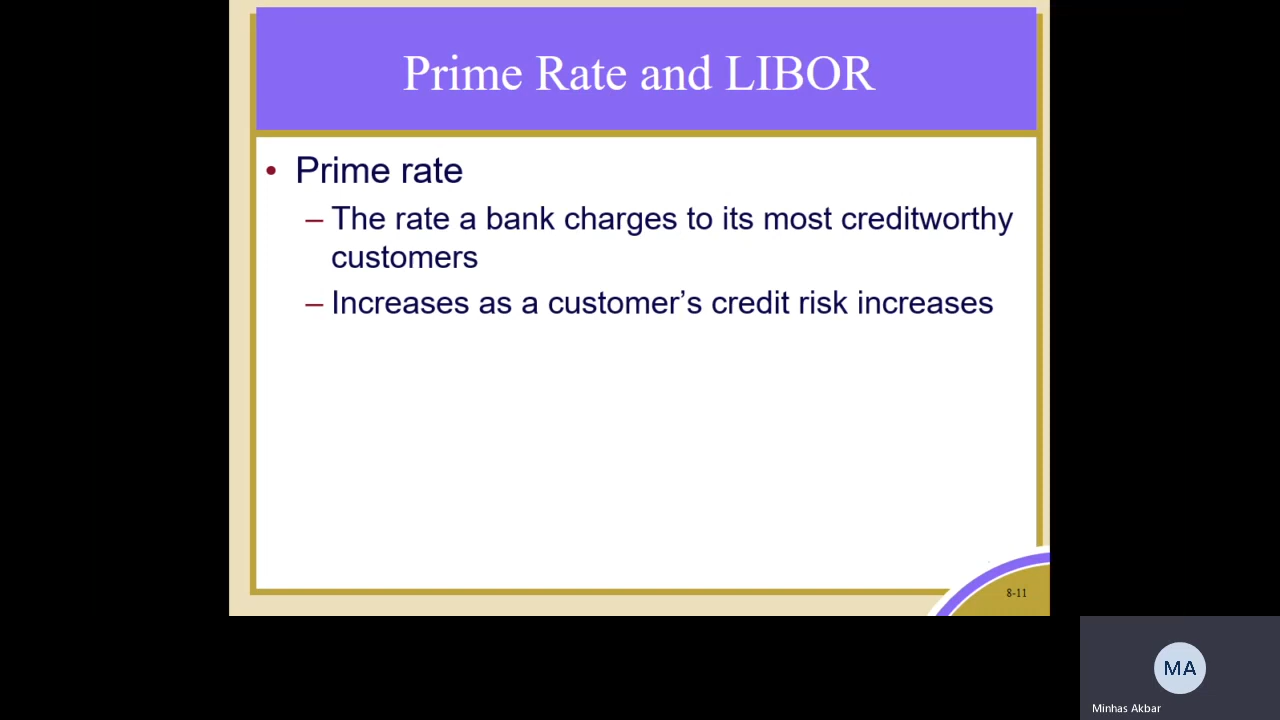 Prime Rate and LIBOR
• Prime rate
– The rate a bank charges to its most creditworthy
customers
– Increases as a customer’s credit risk increases
8-11
MA
Minhas Akbar